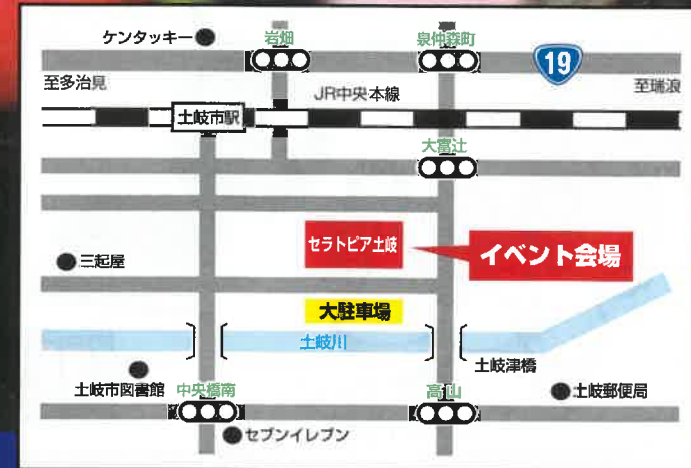 ケンタッキー
岩畑
泉仲森町
19
至多治見
JR中央本線
至瑞浪
土岐市駅
大富辻
セラトピア土岐
イベント会場
三起屋
大駐車場
土岐川
土岐津橋
土岐市図書館
中央橋南
高山
土岐郵便局
セブンイレブン